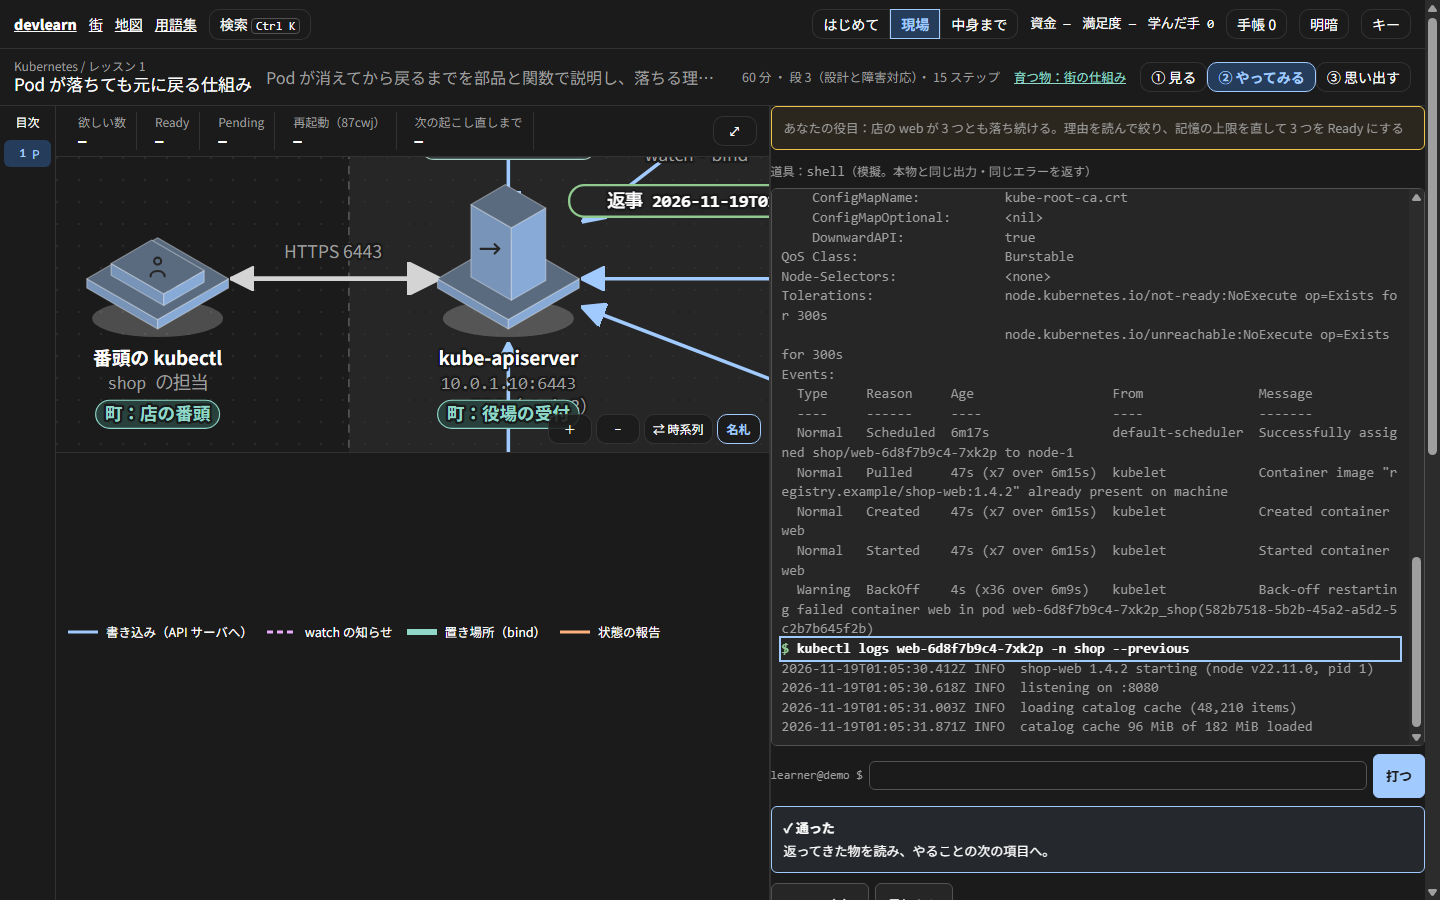 devlearn 街 地図 用語集 検索 Ctrl K はじめて 現場 中身まで 資金 — 満足度 — 学んだ手 0 手帳 0 明暗 キー
Kubernetes / レッスン 1
Pod が落ちても元に戻る仕組み Pod が消えてから戻るまでを部品と関数で説明し、落ちる理… 60 分 · 段 3（設計と障害対応）· 15 ステップ 育つ物：街の仕組み ① 見る ② やってみる ③ 思い出す
目次
1 P
欲しい数 Ready Pending 再起動（87cwj） 次の起こし直しまで
— — — — —
⤢
watch bind
返事 2026-11-19T0
HTTPS 6443
番頭の kubectl
shop の担当
町：店の番頭
kube-apiserver
10.0.1.10:6443
町：役場の受付
+ − ⇄ 時系列 名札
書き込み（API サーバへ） watch の知らせ 置き場所（bind） 状態の報告
あなたの役目：店の web が 3 つとも落ち続ける。理由を読んで絞り、記憶の上限を直して 3 つを Ready にする
道具：shell（模擬。本物と同じ出力・同じエラーを返す）
ConfigMapName: kube-root-ca.crt
ConfigMapOptional: <nil>
DownwardAPI: true
QoS Class: Burstable
Node-Selectors: <none>
Tolerations: node.kubernetes.io/not-ready:NoExecute op=Exists fo
r 300s
node.kubernetes.io/unreachable:NoExecute op=Exists
for 300s
Events:
Type Reason Age From Message
---- ------ ---- ---- -------
Normal Scheduled 6m17s default-scheduler Successfully assig
ned shop/web-6d8f7b9c4-7xk2p to node-1
Normal Pulled 47s (x7 over 6m15s) kubelet Container image "r
egistry.example/shop-web:1.4.2" already present on machine
Normal Created 47s (x7 over 6m15s) kubelet Created container
web
Normal Started 47s (x7 over 6m15s) kubelet Started container
web
Warning BackOff 4s (x36 over 6m9s) kubelet Back-off restartin
g failed container web in pod web-6d8f7b9c4-7xk2p_shop(582b7518-5b2b-45a2-a5d2-5
c2b7b645f2b)
$ kubectl logs web-6d8f7b9c4-7xk2p -n shop --previous
2026-11-19T01:05:30.412Z INFO shop-web 1.4.2 starting (node v22.11.0, pid 1)
2026-11-19T01:05:30.618Z INFO listening on :8080
2026-11-19T01:05:31.003Z INFO loading catalog cache (48,210 items)
2026-11-19T01:05:31.871Z INFO catalog cache 96 MiB of 182 MiB loaded
learner@demo $ 打つ
✓ 通った
返ってきた物を読み、やることの次の項目へ。